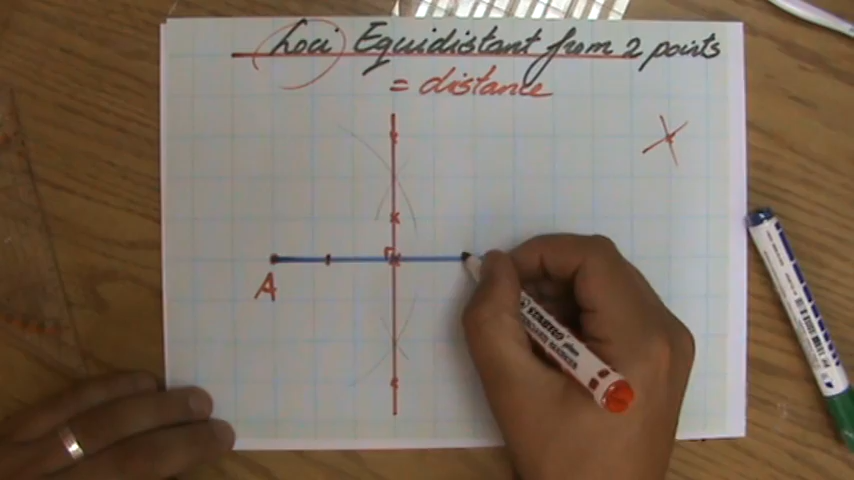 Loci Equidistant from 2 points
= distance
A